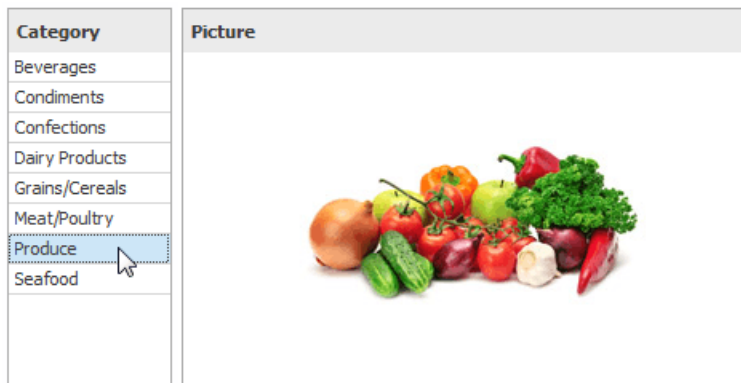 Category
Beverages
Condiments
Confections
Dairy Products
Grains/Cereals
Meat/Poultry
Produce
Seafood
Picture